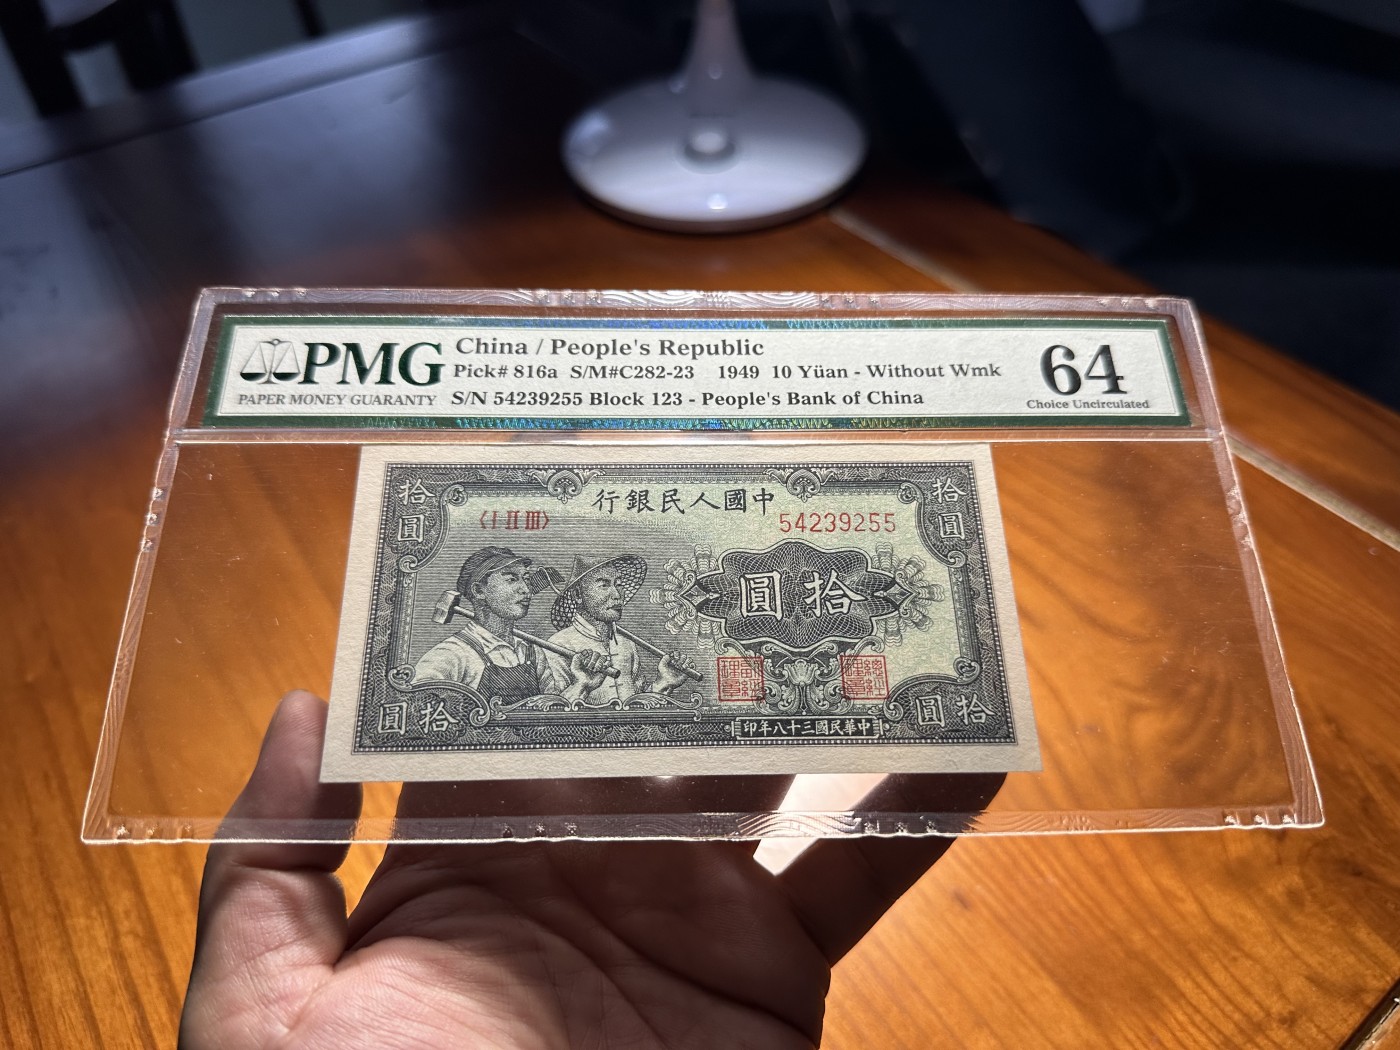 PMG
PAPER MONEY GUARANTY
China / People's Republic
Pick# 816a S/M#C282-23 1949 10 Yüan - Without Wmk
S/N 54239255 Block 123 - People's Bank of China
64
Choice Uncirculated
拾圓
行銀民人國中
拾圓
〈I II III〉
54239255
圓拾
圓拾
印年八十三國民華中
圓拾